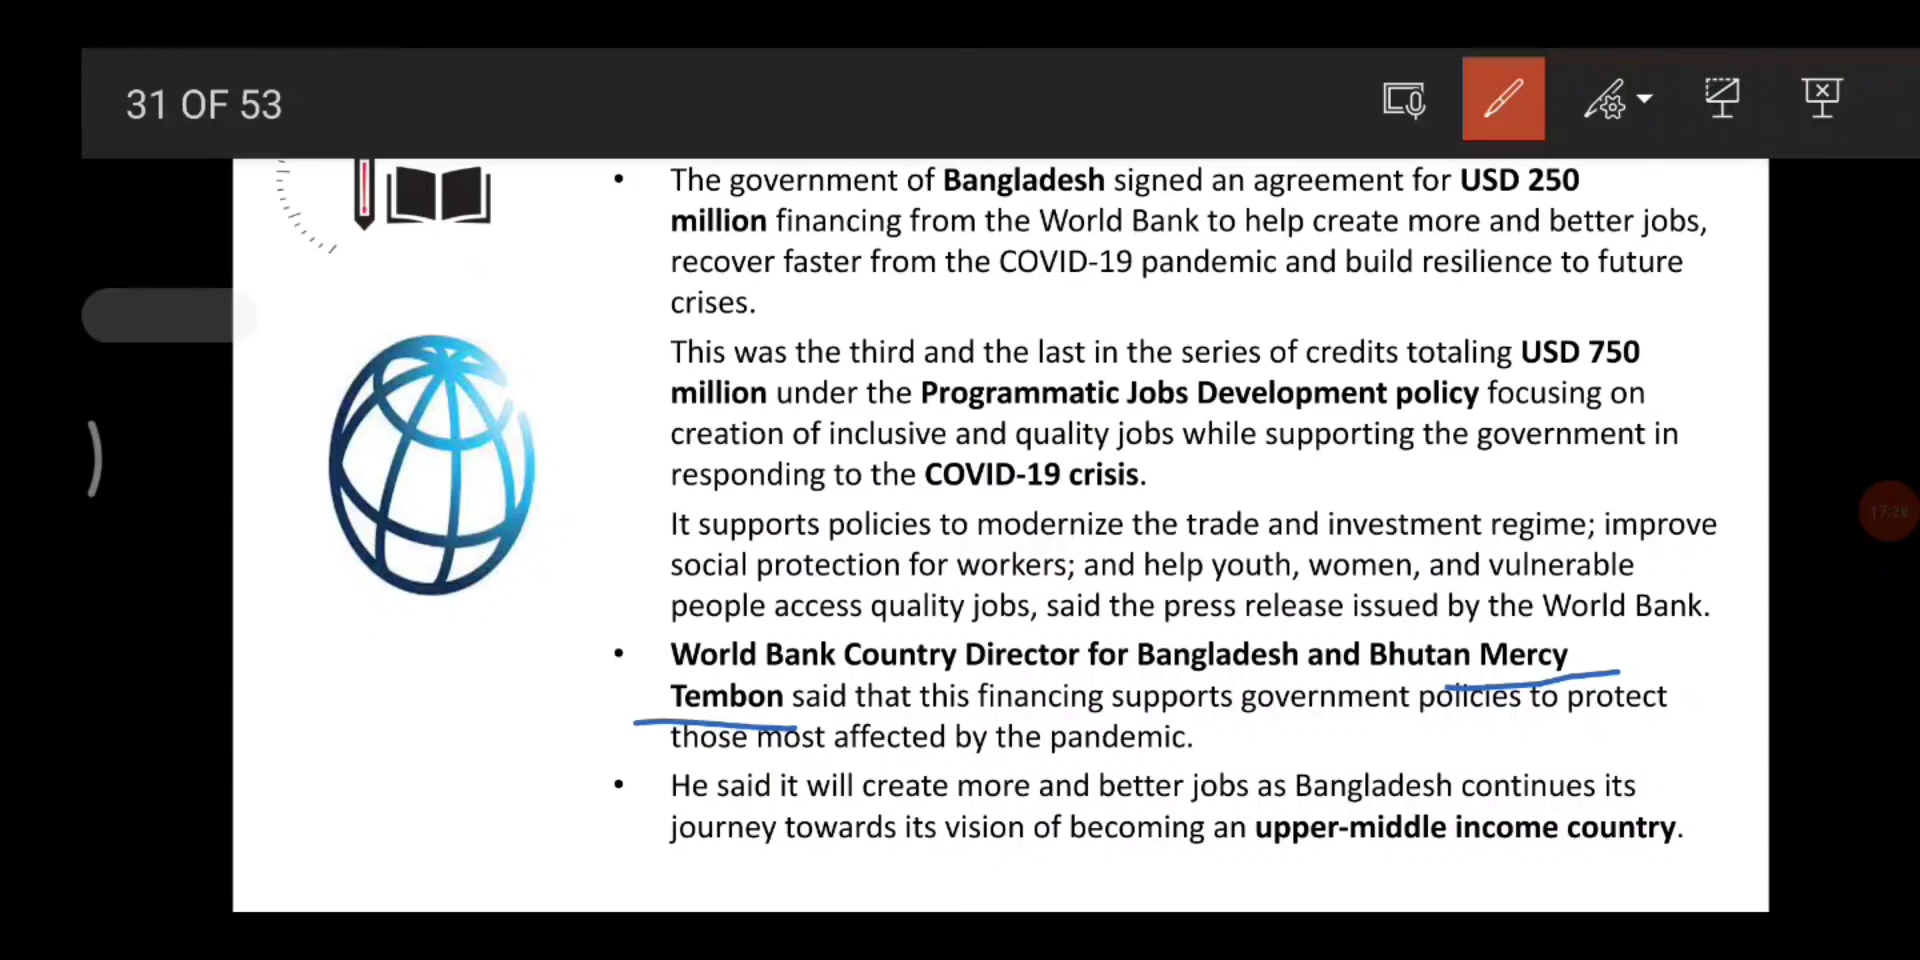 31 OF 53
• The government of Bangladesh signed an agreement for USD 250
million financing from the World Bank to help create more and better jobs,
recover faster from the COVID-19 pandemic and build resilience to future
crises.
This was the third and the last in the series of credits totaling USD 750
million under the Programmatic Jobs Development policy focusing on
creation of inclusive and quality jobs while supporting the government in
responding to the COVID-19 crisis.
It supports policies to modernize the trade and investment regime; improve
social protection for workers; and help youth, women, and vulnerable
people access quality jobs, said the press release issued by the World Bank.
• World Bank Country Director for Bangladesh and Bhutan Mercy
Tembon said that this financing supports government policies to protect
those most affected by the pandemic.
• He said it will create more and better jobs as Bangladesh continues its
journey towards its vision of becoming an upper-middle income country.
17:28